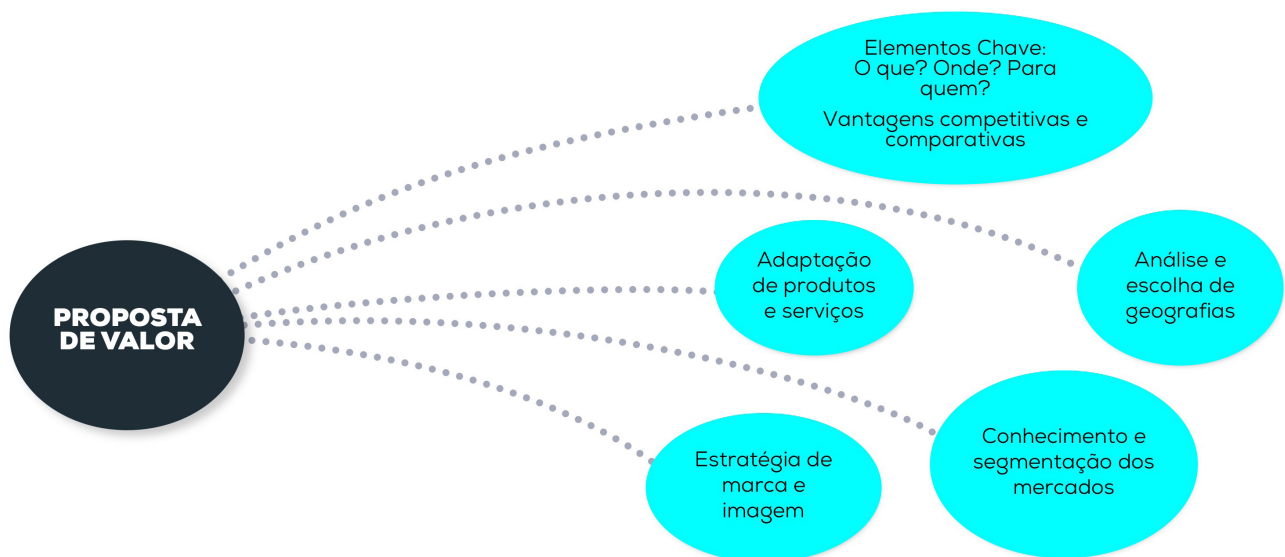 Elementos Chave:
O que? Onde? Para
quem?
Vantagens competitivas e
comparativas
PROPOSTA
DE VALOR
Adaptação
de produtos
e serviços
Análise e
escolha de
geografias
Estratégia de
marca e
imagem
Conhecimento e
segmentação dos
mercados